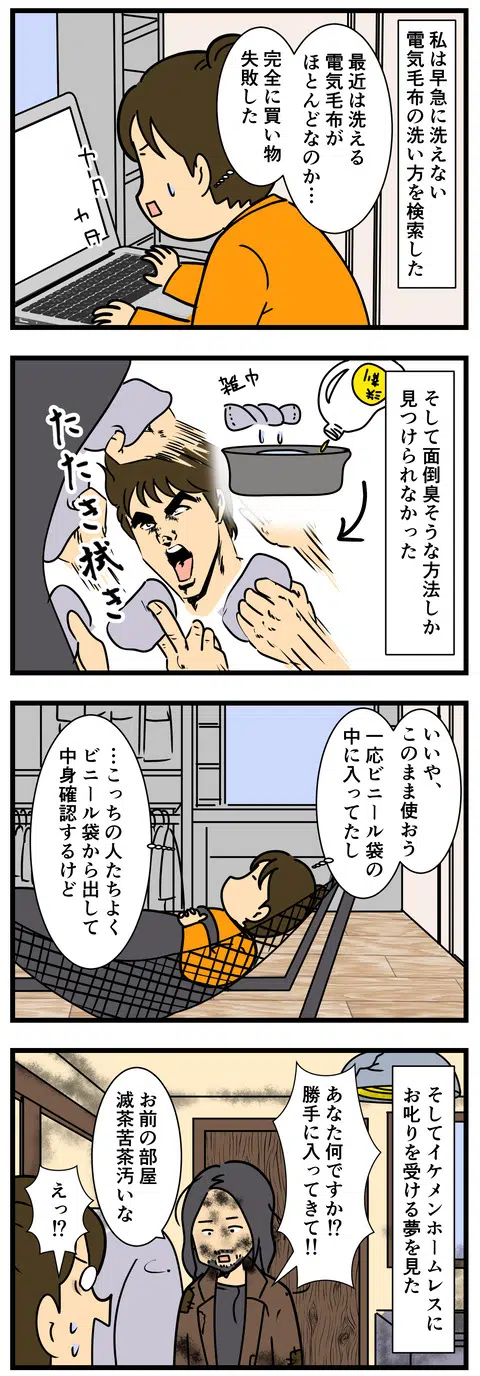 私は早急に洗えない
電気毛布の洗い方を検索した
最近は洗える
電気毛布が
ほとんどなのか…
完全に買い物
失敗した
カタ
カタ
そして面倒臭そうな方法しか
見つけられなかった
洗剤
雑巾
たたき拭き
いいや、
このまま使おう
一応ビニール袋の
中に入ってたし
…こっちの人たちよく
ビニール袋から出して
中身確認するけど
そしてイケメンホームレスに
お叱りを受ける夢を見た
あなた何ですか!?
勝手に入ってきて!!
お前の部屋
滅茶苦茶汚いな
えっ!?